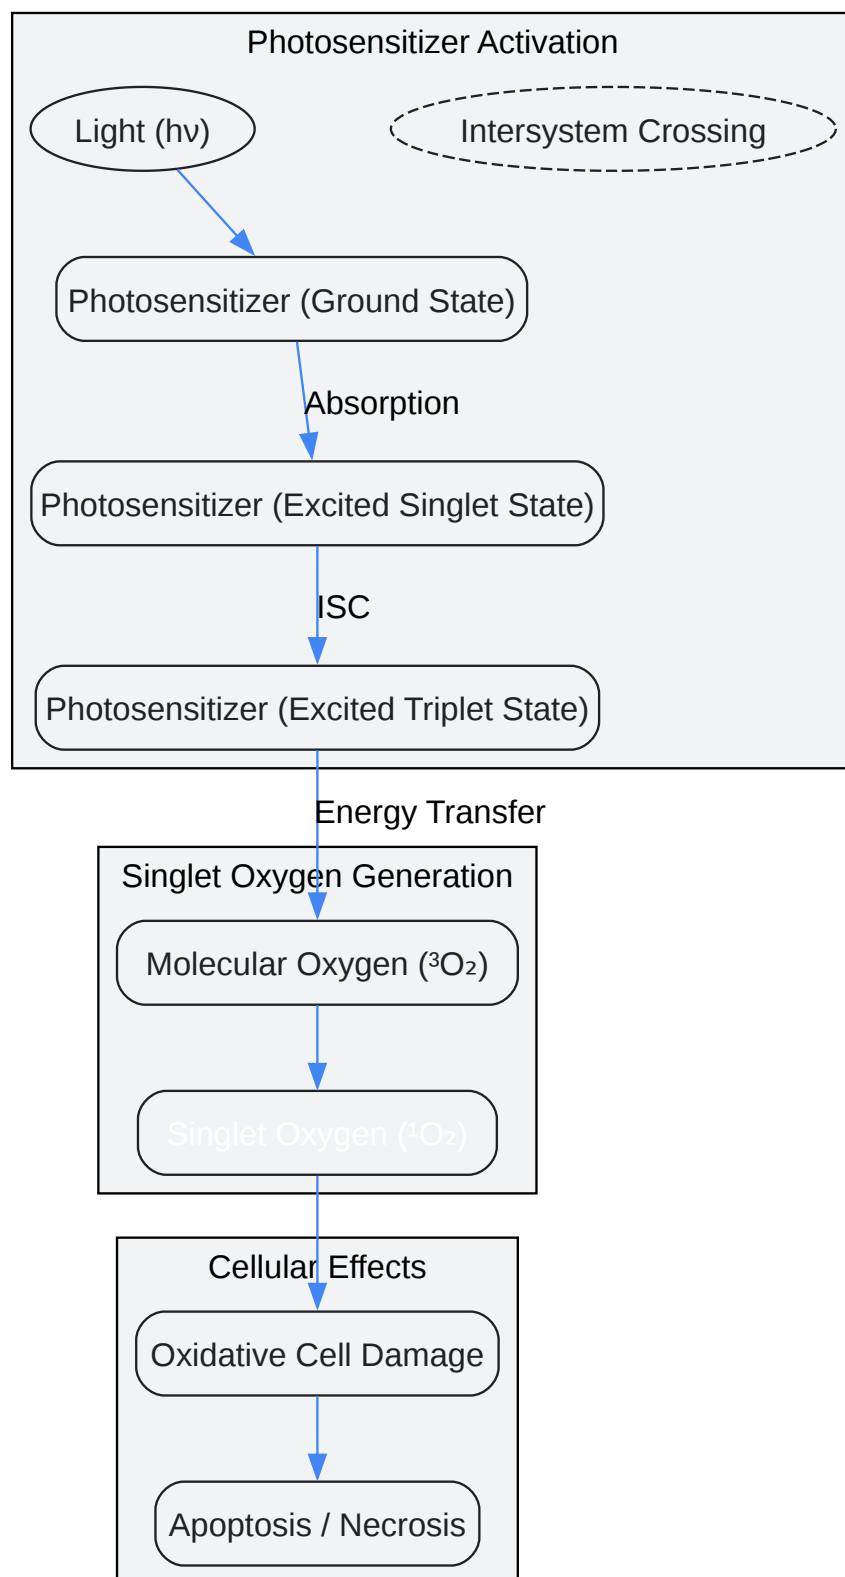 Photosensitizer Activation
Light (hν)
Intersystem Crossing
Photosensitizer (Ground State)
Absorption
Photosensitizer (Excited Singlet State)
ISC
Photosensitizer (Excited Triplet State)
Energy Transfer
Singlet Oxygen Generation
Molecular Oxygen (³O₂)
Singlet Oxygen (¹O₂)
Cellular Effects
Oxidative Cell Damage
Apoptosis / Necrosis